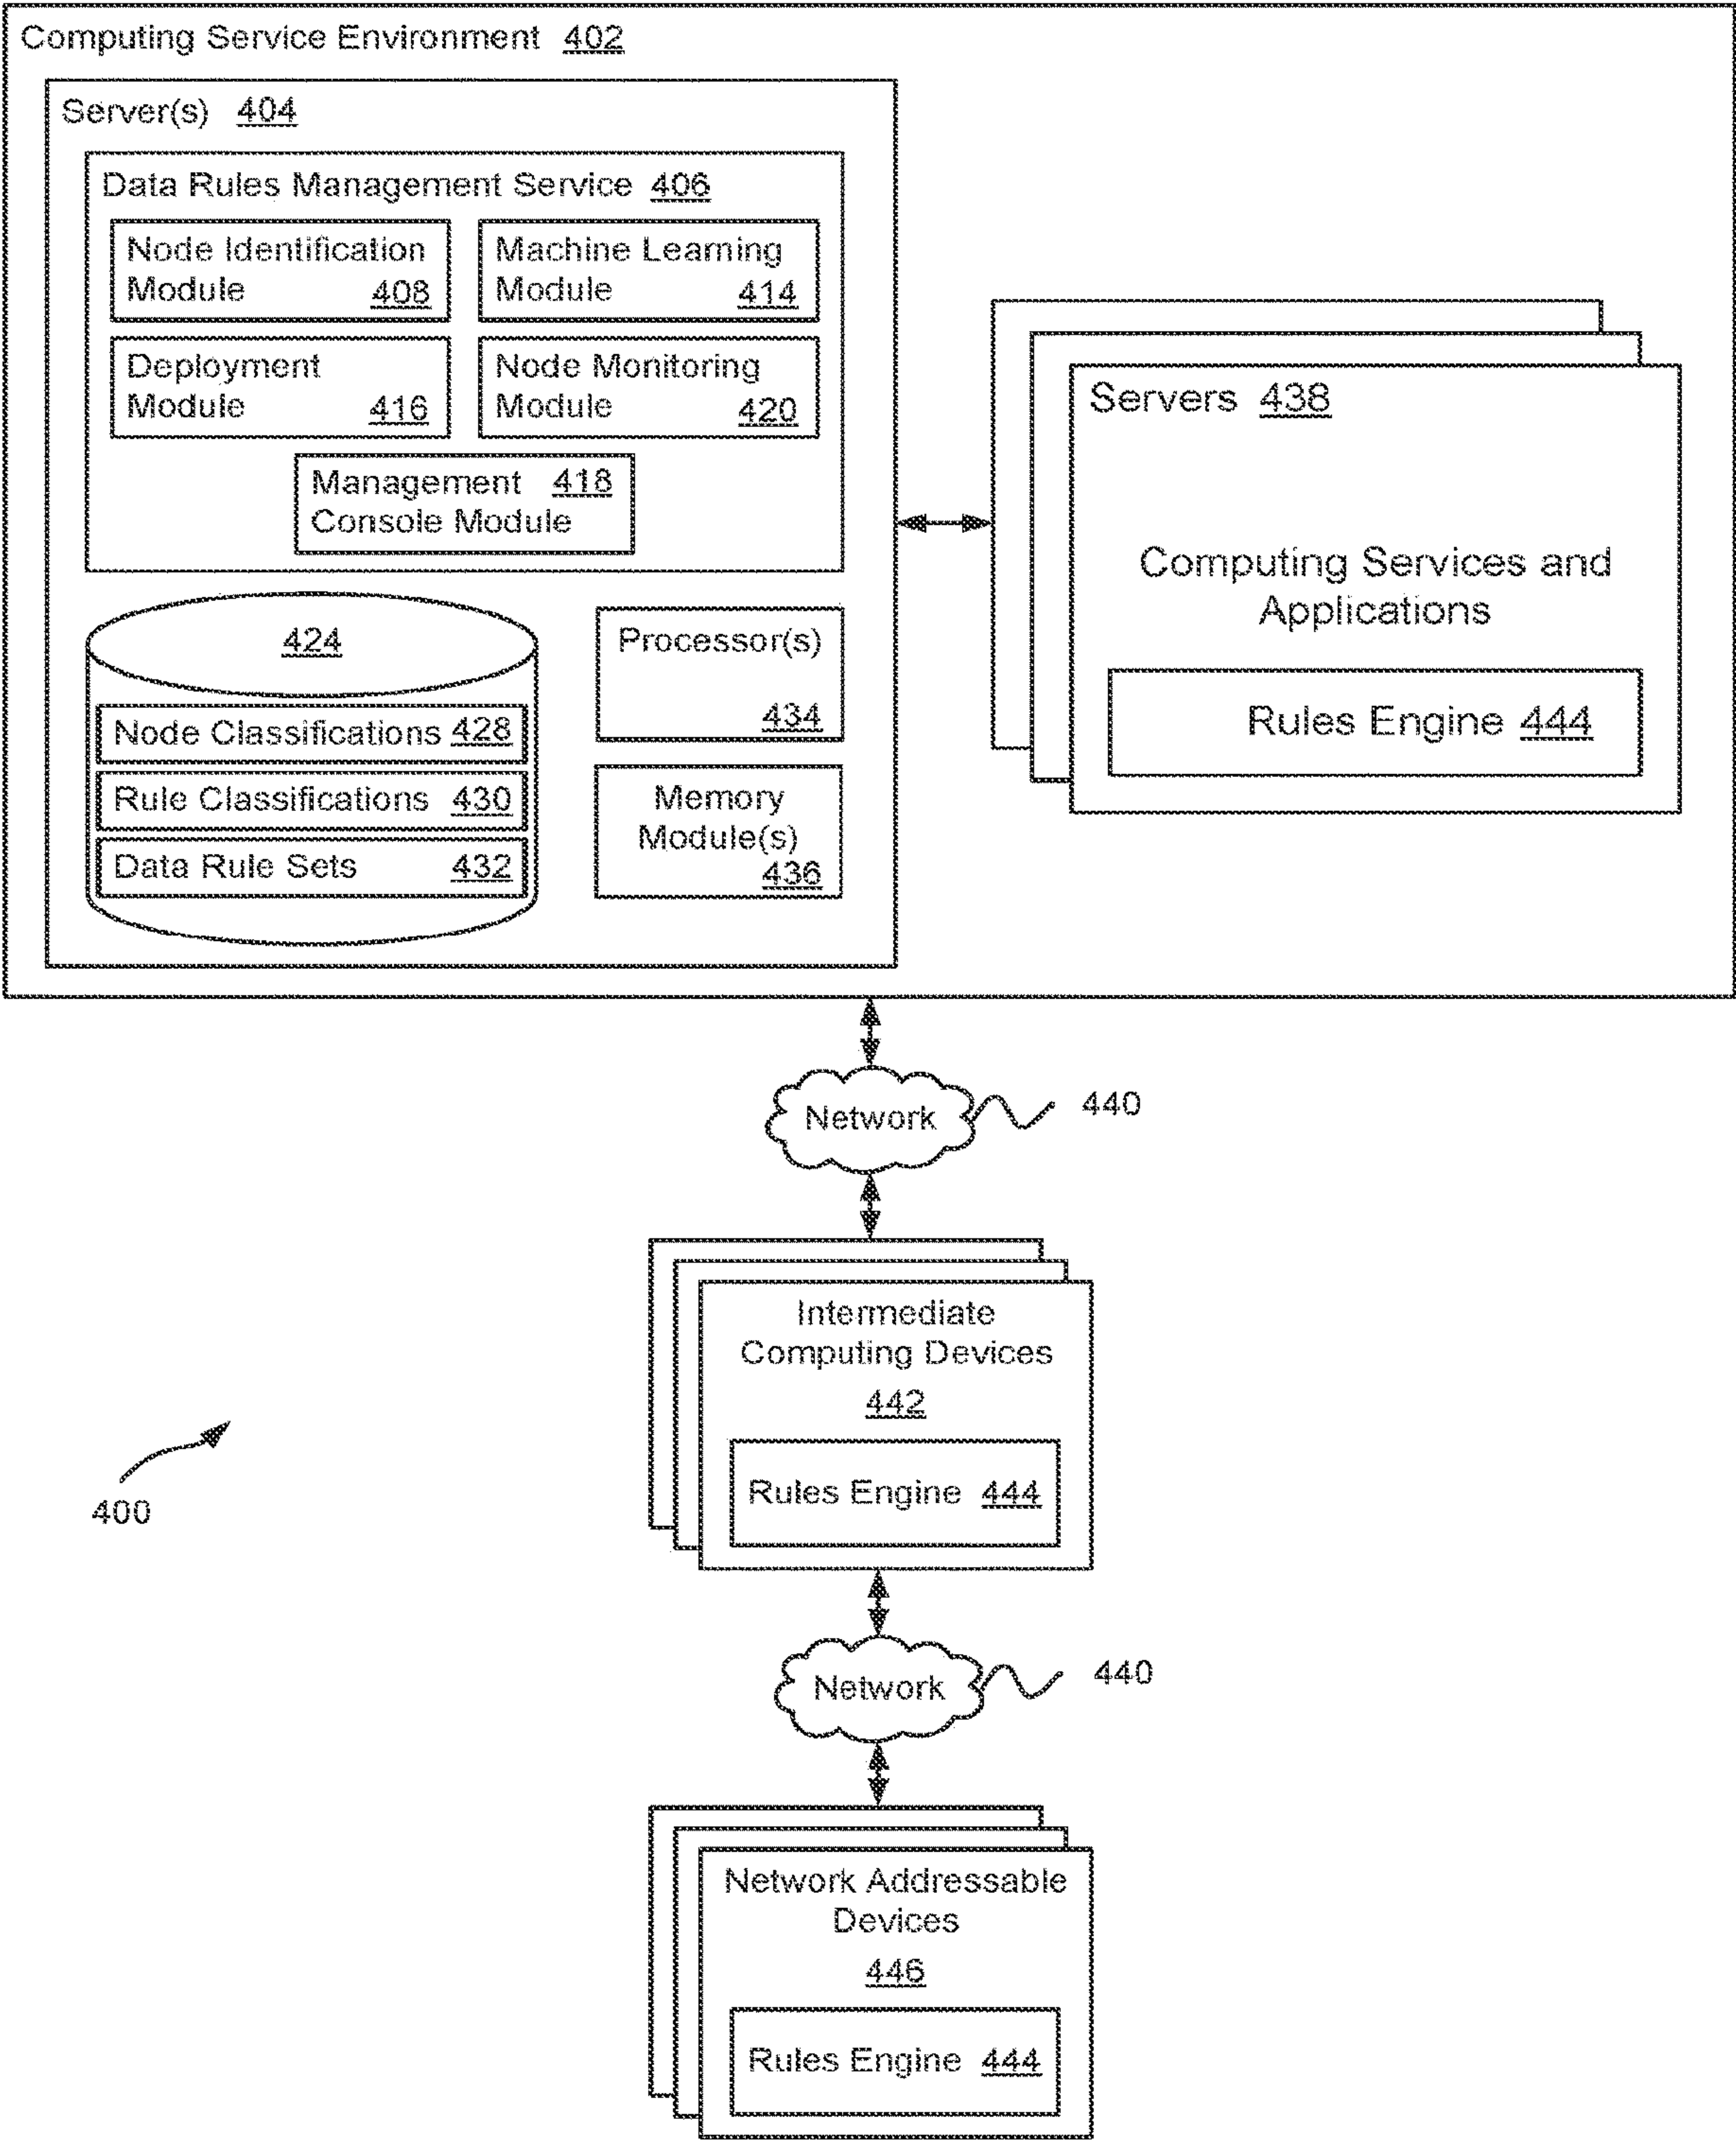 Computing Service Environment 402
Server(s) 404
Data Rules Management Service 406
Node Identification
Module 408
Machine Learning
Module 414
Deployment
Module 416
Node Monitoring
Module 420
Management 418
Console Module
424
Node Classifications 428
Rule Classifications 430
Data Rule Sets 432
Processor(s)
434
Memory
Module(s)
436
Servers 438
Computing Services and
Applications
Rules Engine 444
Network 440
Intermediate
Computing Devices
442
Rules Engine 444
400
Network 440
Network Addressable
Devices
446
Rules Engine 444